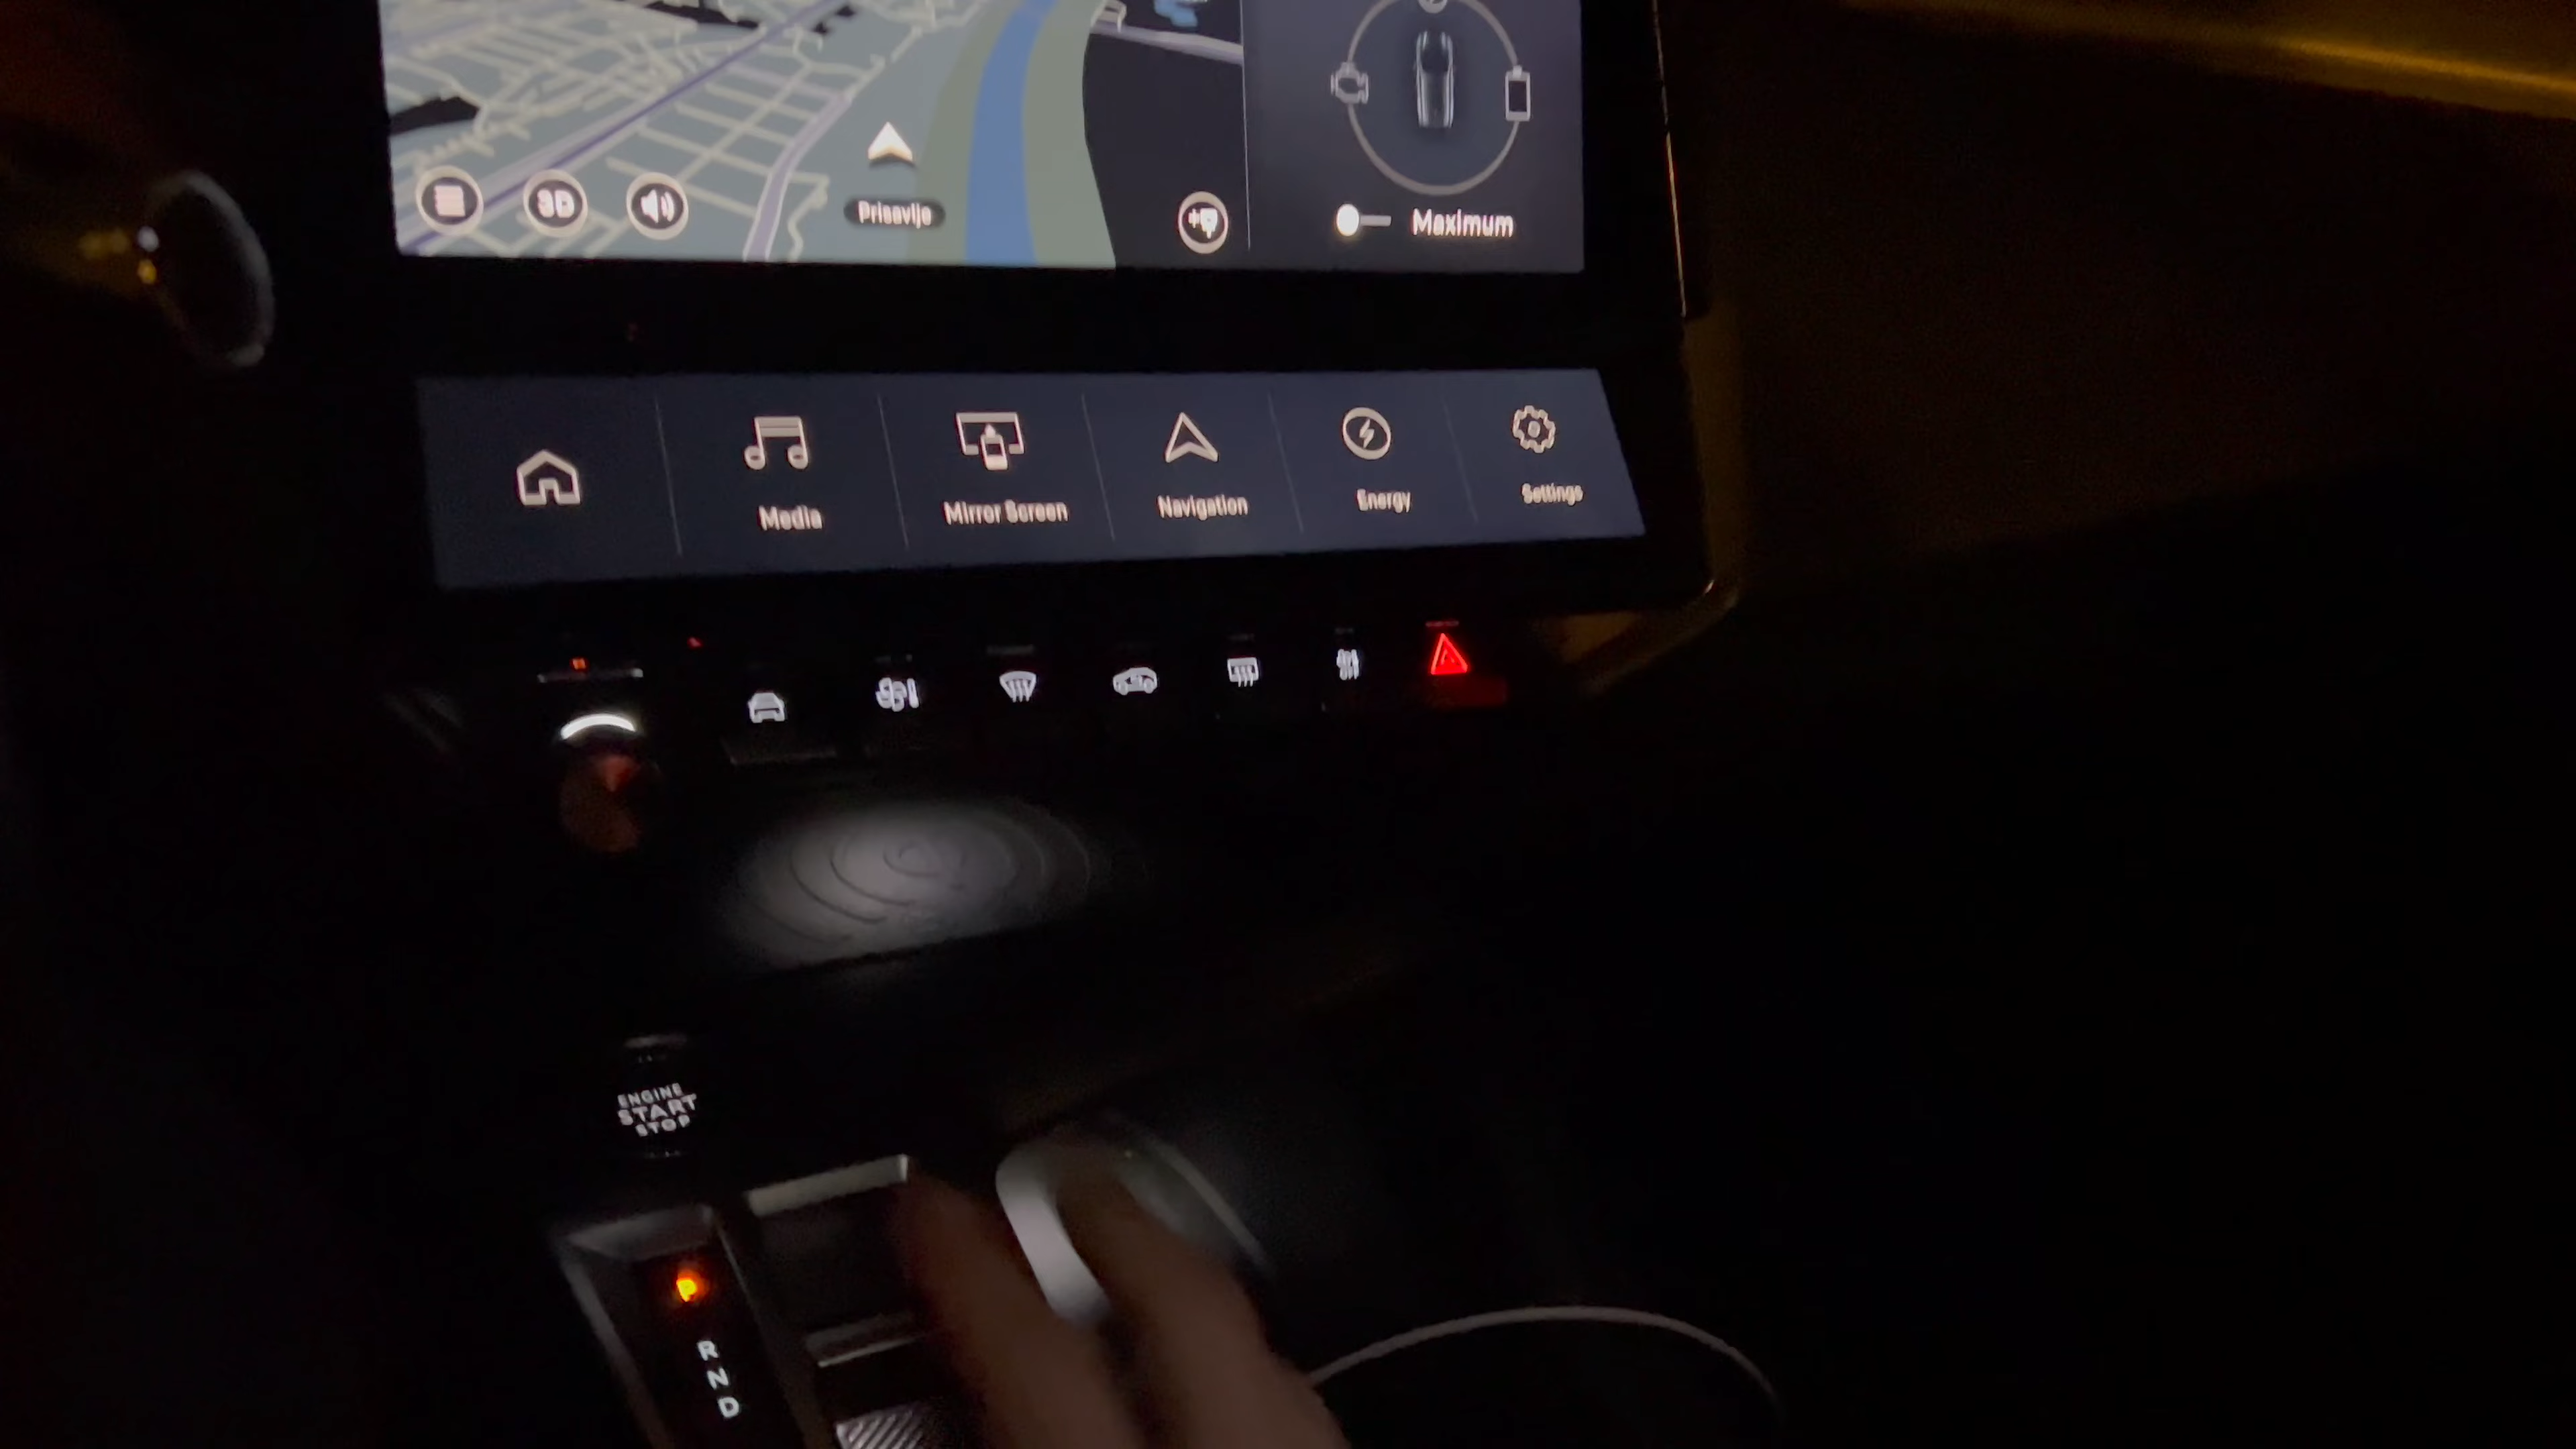 3D
Prisavlje
Maximum
Media
Mirror Screen
Navigation
Energy
Settings
ENGINE
START
STOP
P
R
N
D